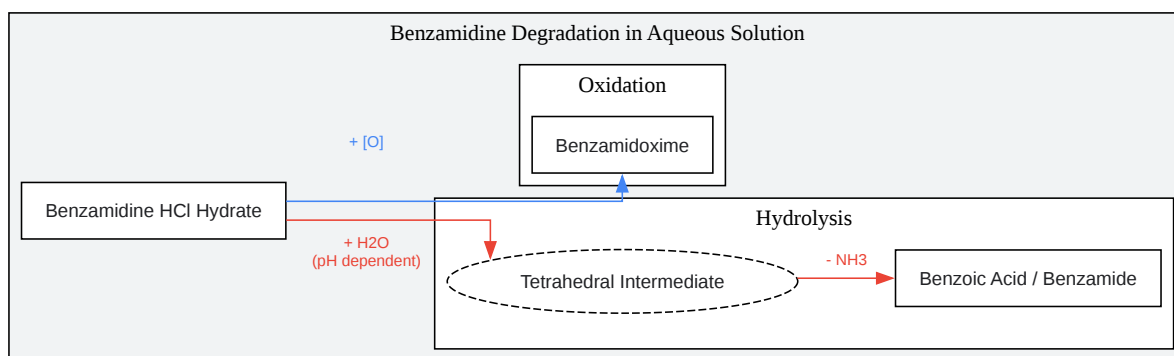 Benzamidine Degradation in Aqueous Solution
Oxidation
Benzamidoxime
+ [O]
Benzamidine HCl Hydrate
Hydrolysis
+ H2O
(pH dependent)
Tetrahedral Intermediate
- NH3
Benzoic Acid / Benzamide